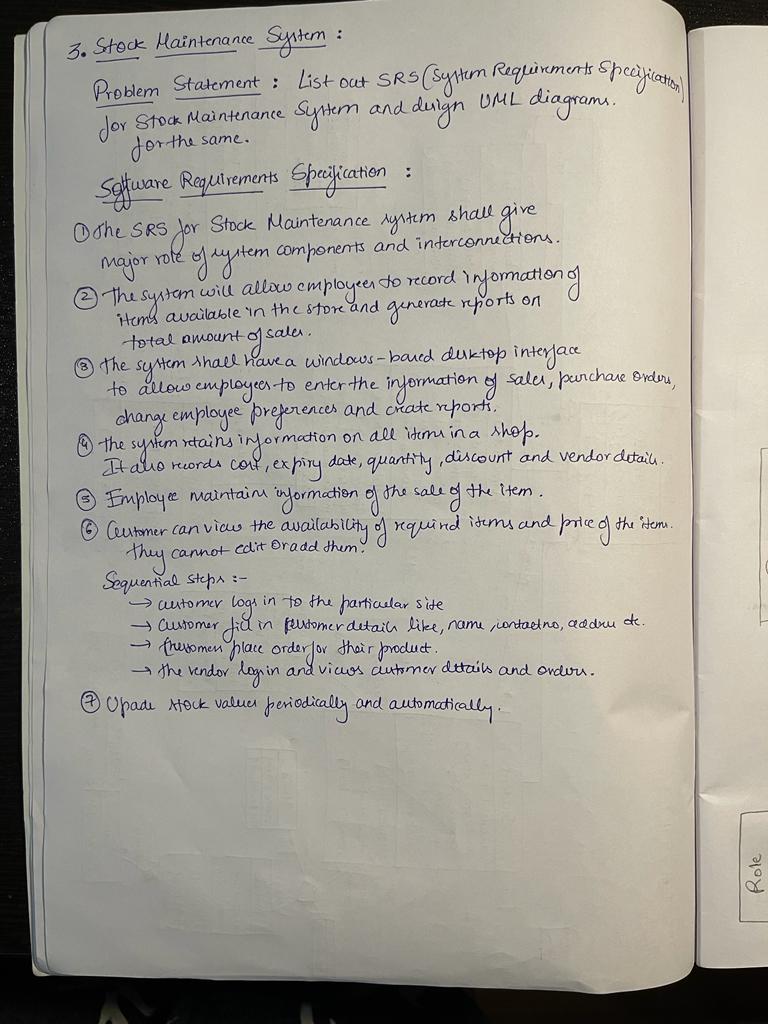 3. Stock Maintenance System :
Problem Statement : List out SRS (System Requirements Specification)
for Stock Maintenance System and design UML diagrams.
for the same.
Software Requirements Specification :
① The SRS for Stock Maintenance system shall give
major role of system components and interconnections.
② The system will allow employees to record information of
items available in the store and generate reports on
total amount of sales.
③ The system shall have a windows-based desktop interface
to allow employees to enter the information of sales, purchase orders,
change employee preferences and create reports.
④ The system retains information on all items in a shop.
It also records cost, expiry date, quantity, discount and vendor details.
⑤ Employee maintains information of the sale of the item.
⑥ Customer can view the availability of required items and price of the items.
They cannot edit or add them.
Sequential steps :-
→ customer logs in to the particular site
→ Customer fill in customer details like, name, contact no, address etc.
→ Customers place order for their product.
→ the vendor login and views customer details and orders.
⑦ Upade stock values periodically and automatically.
Role